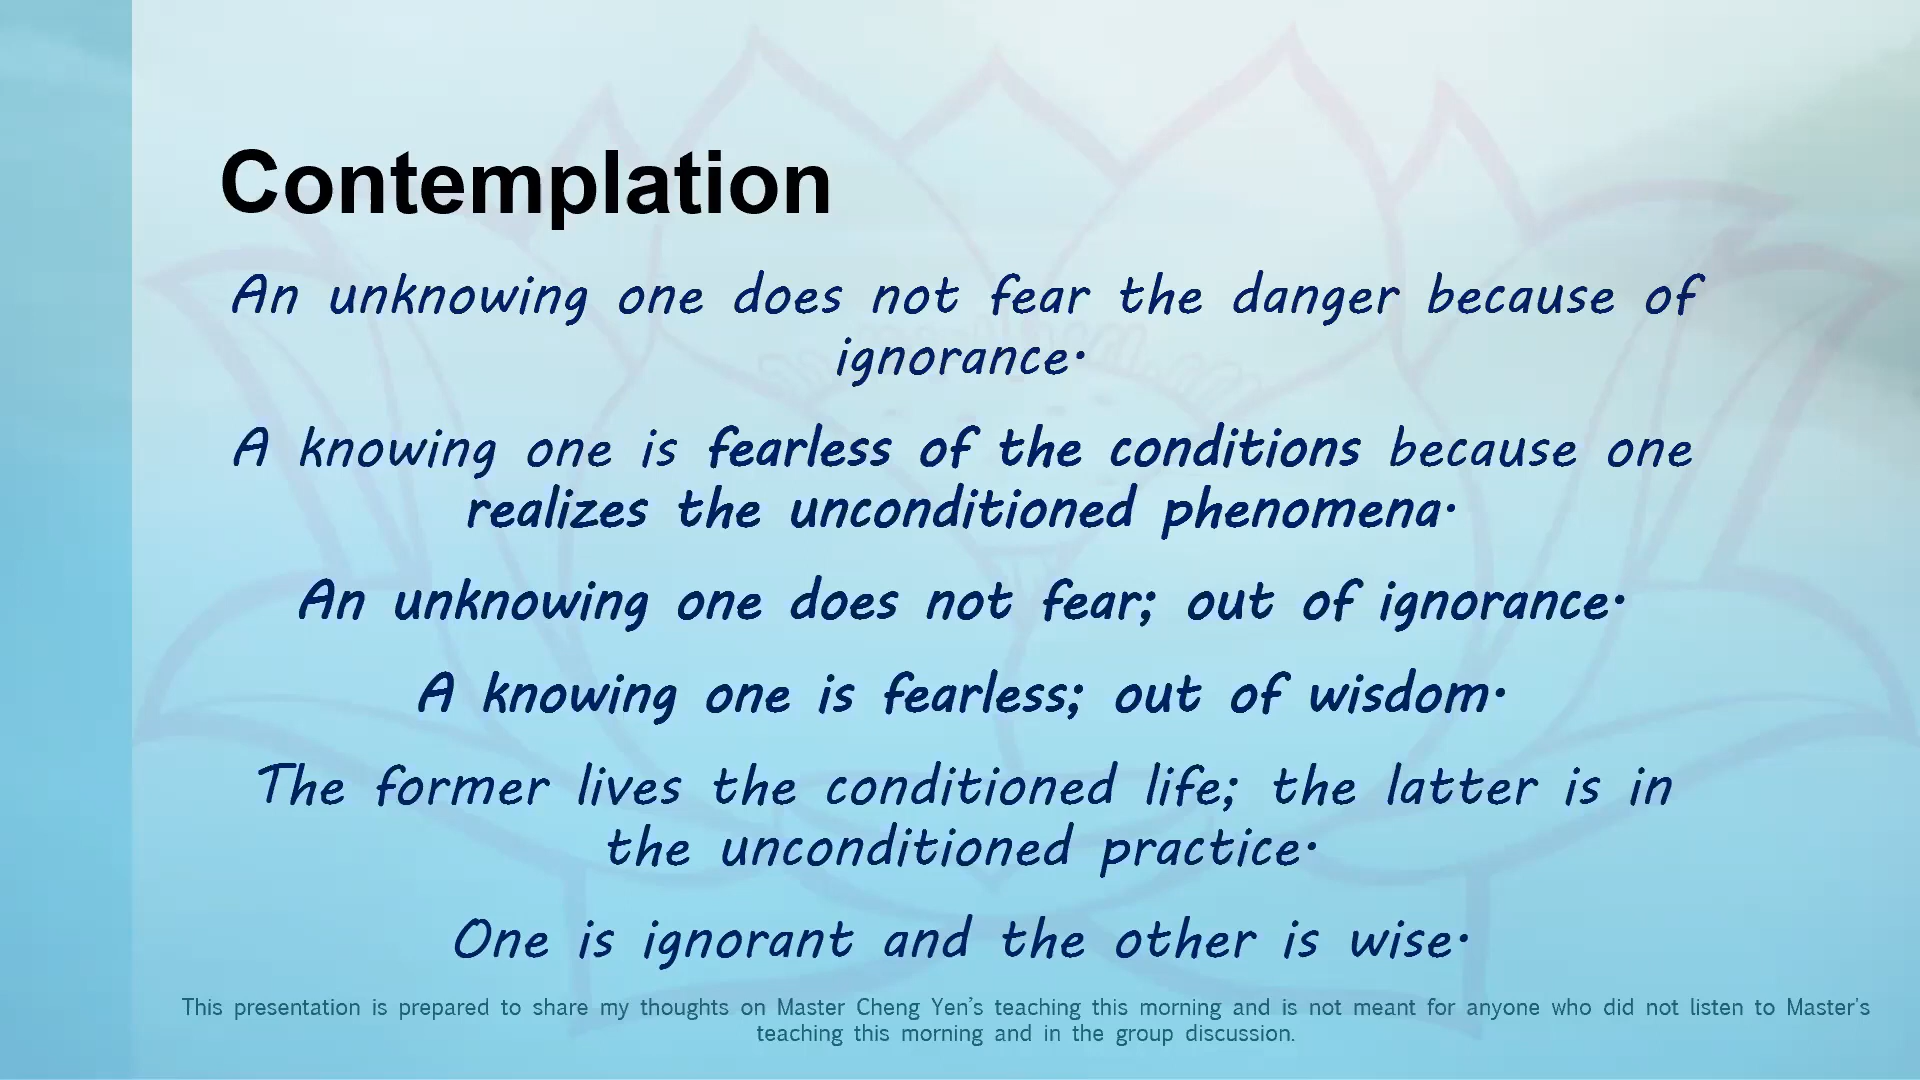 Contemplation
An unknowing one does not fear the danger because of
ignorance.
A knowing one is fearless of the conditions because one
realizes the unconditioned phenomena.
An unknowing one does not fear; out of ignorance.
A knowing one is fearless; out of wisdom.
The former lives the conditioned life; the latter is in
the unconditioned practice.
One is ignorant and the other is wise.
This presentation is prepared to share my thoughts on Master Cheng Yen's teaching this morning and is not meant for anyone who did not listen to Master's
teaching this morning and in the group discussion.